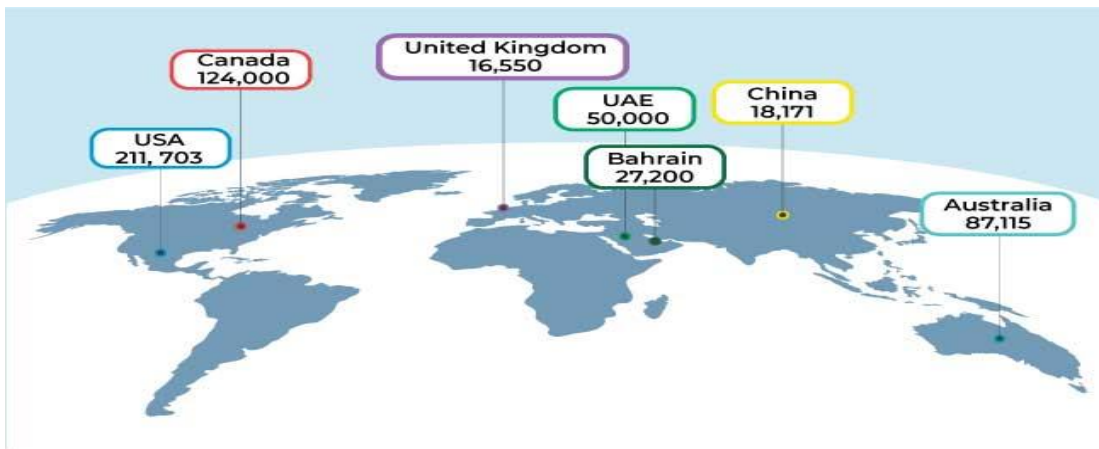 United Kingdom
16,550
Canada
124,000
UAE
50,000
China
18,171
USA
211, 703
Bahrain
27,200
Australia
87,115